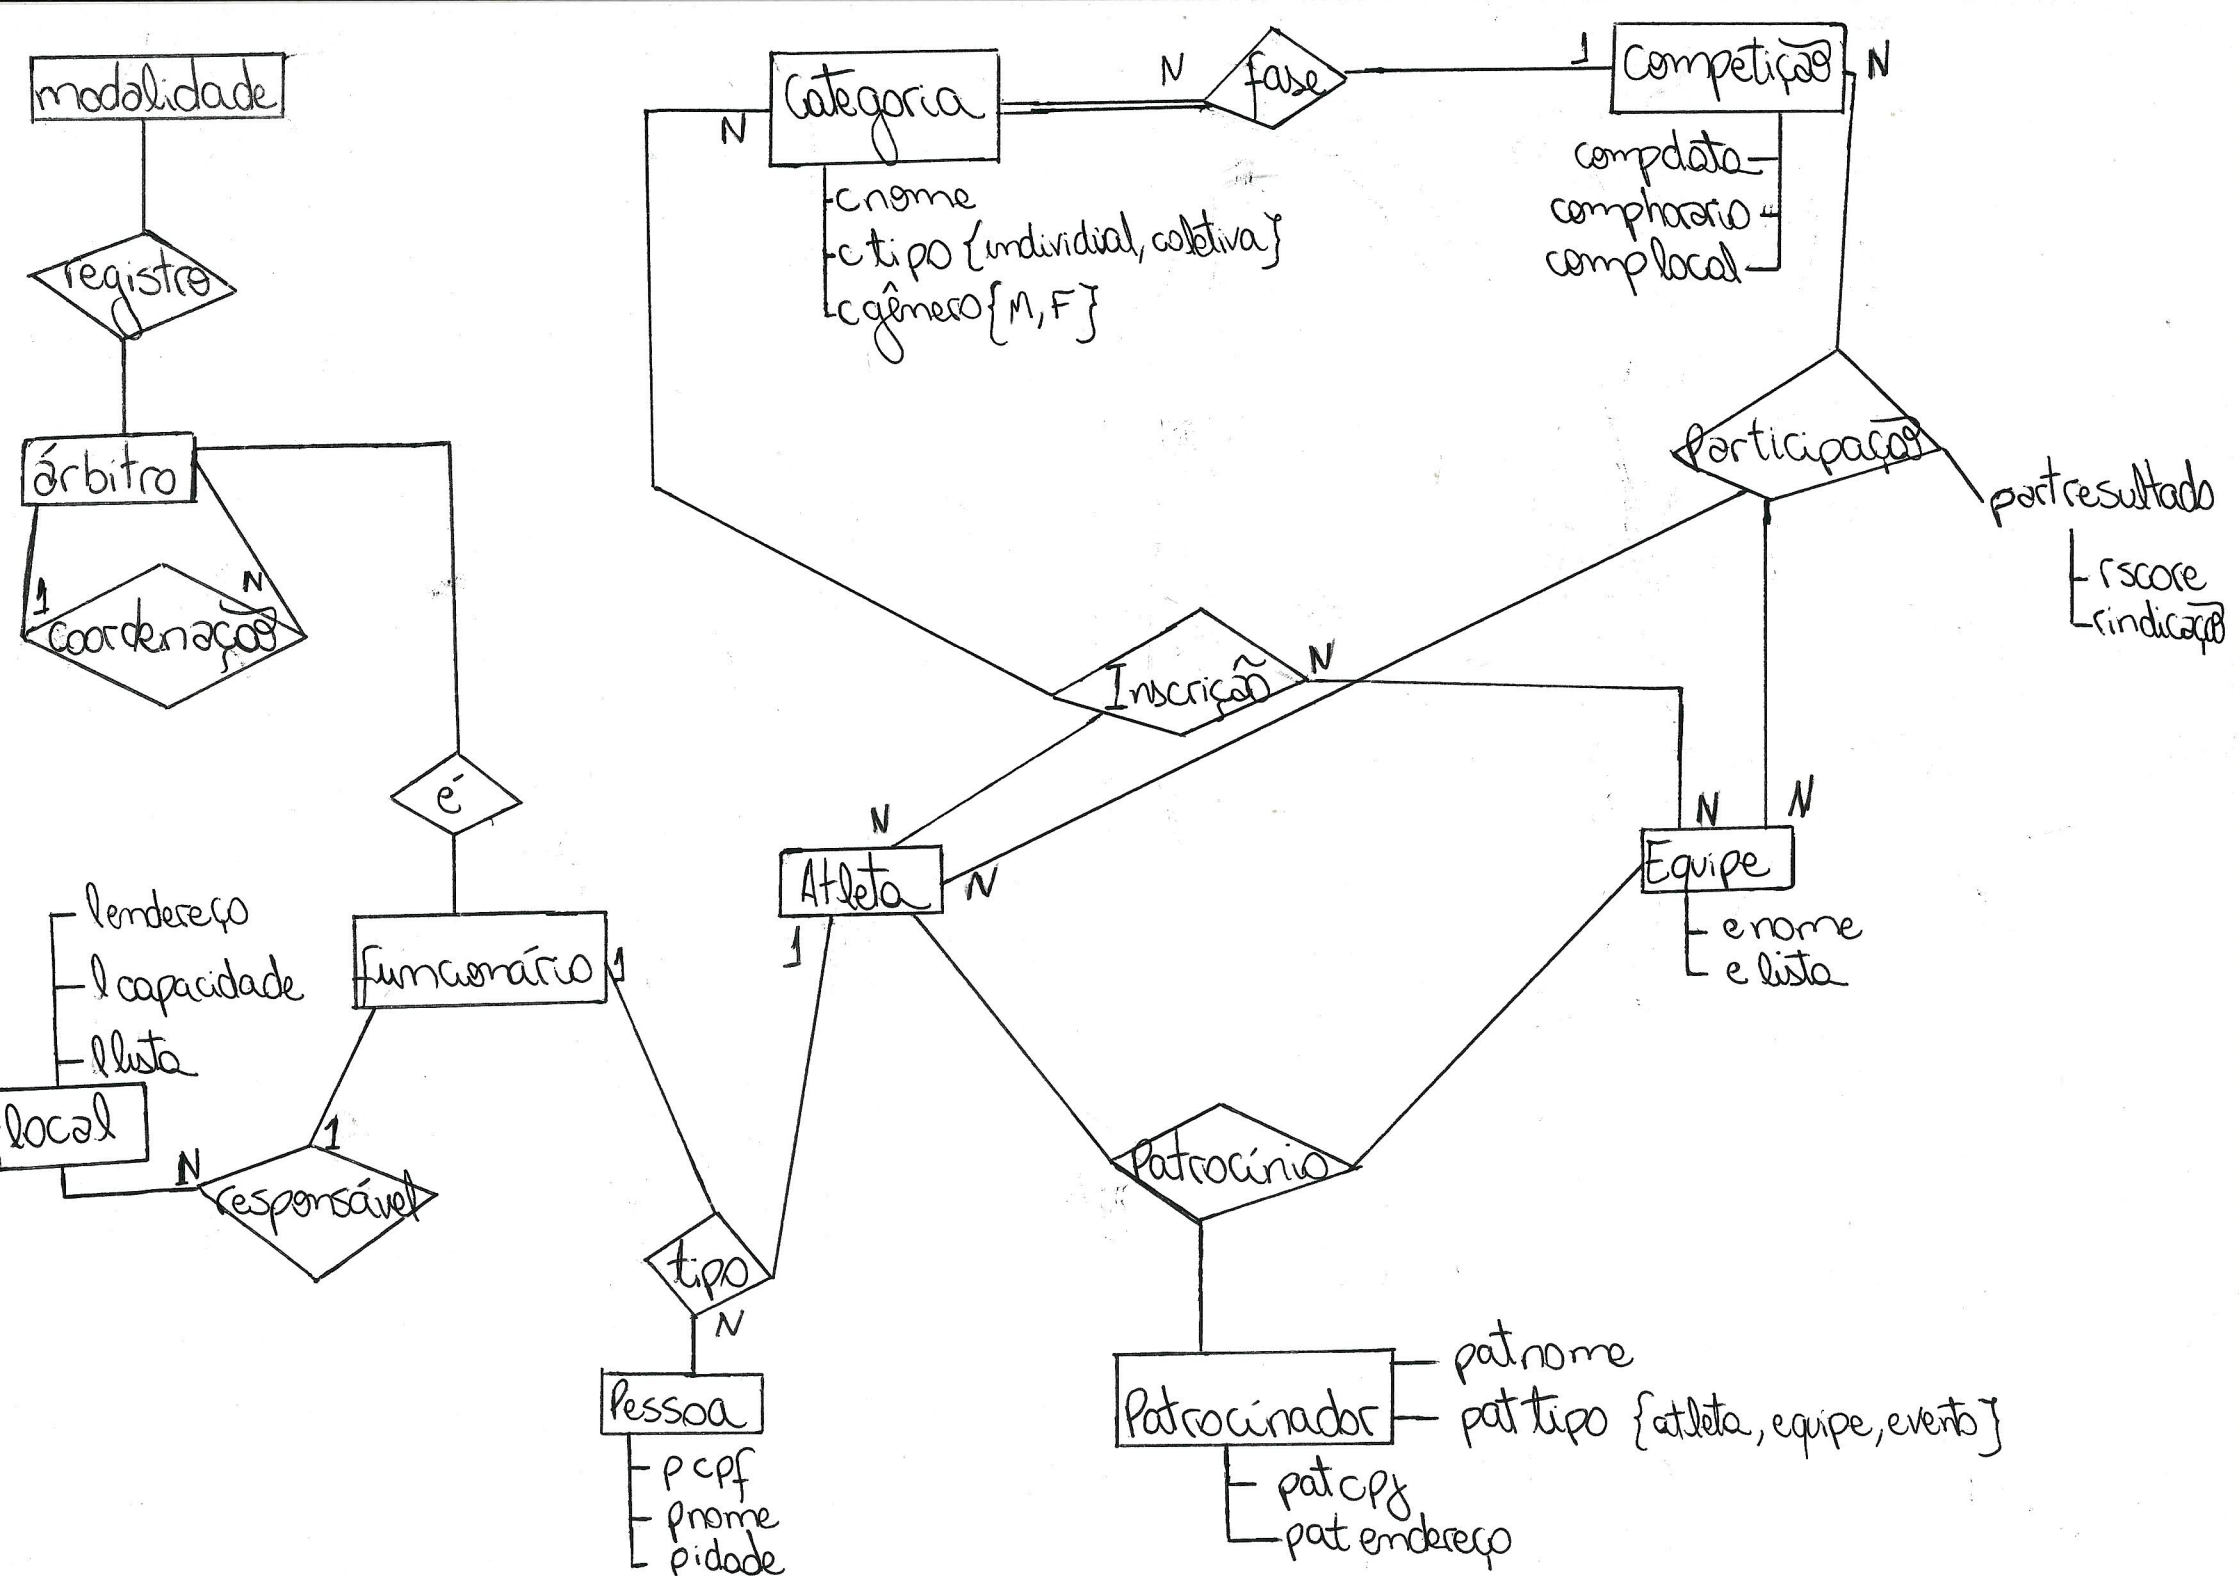 modalidade
registro
árbitro
1
N
coordenação
é
lendereço
lcapacidade
llista
local
N
funcionário
1
1
responsável
tipo
N
Pessoa
pcpf
pnome
pidade
Categoria
N
cnome
ctipo {individial, coletiva}
cgênero {M, F}
N
fase
1
Competição
N
compdata
comphorario
complocal
Participação
partresultado
rscore
rindicação
Inscrição
N
N
Atleta
N
1
N
N
Equipe
enome
elista
Patrocínio
Patrocinador
patnome
pattipo {atleta, equipe, evento}
patcpj
patendereço